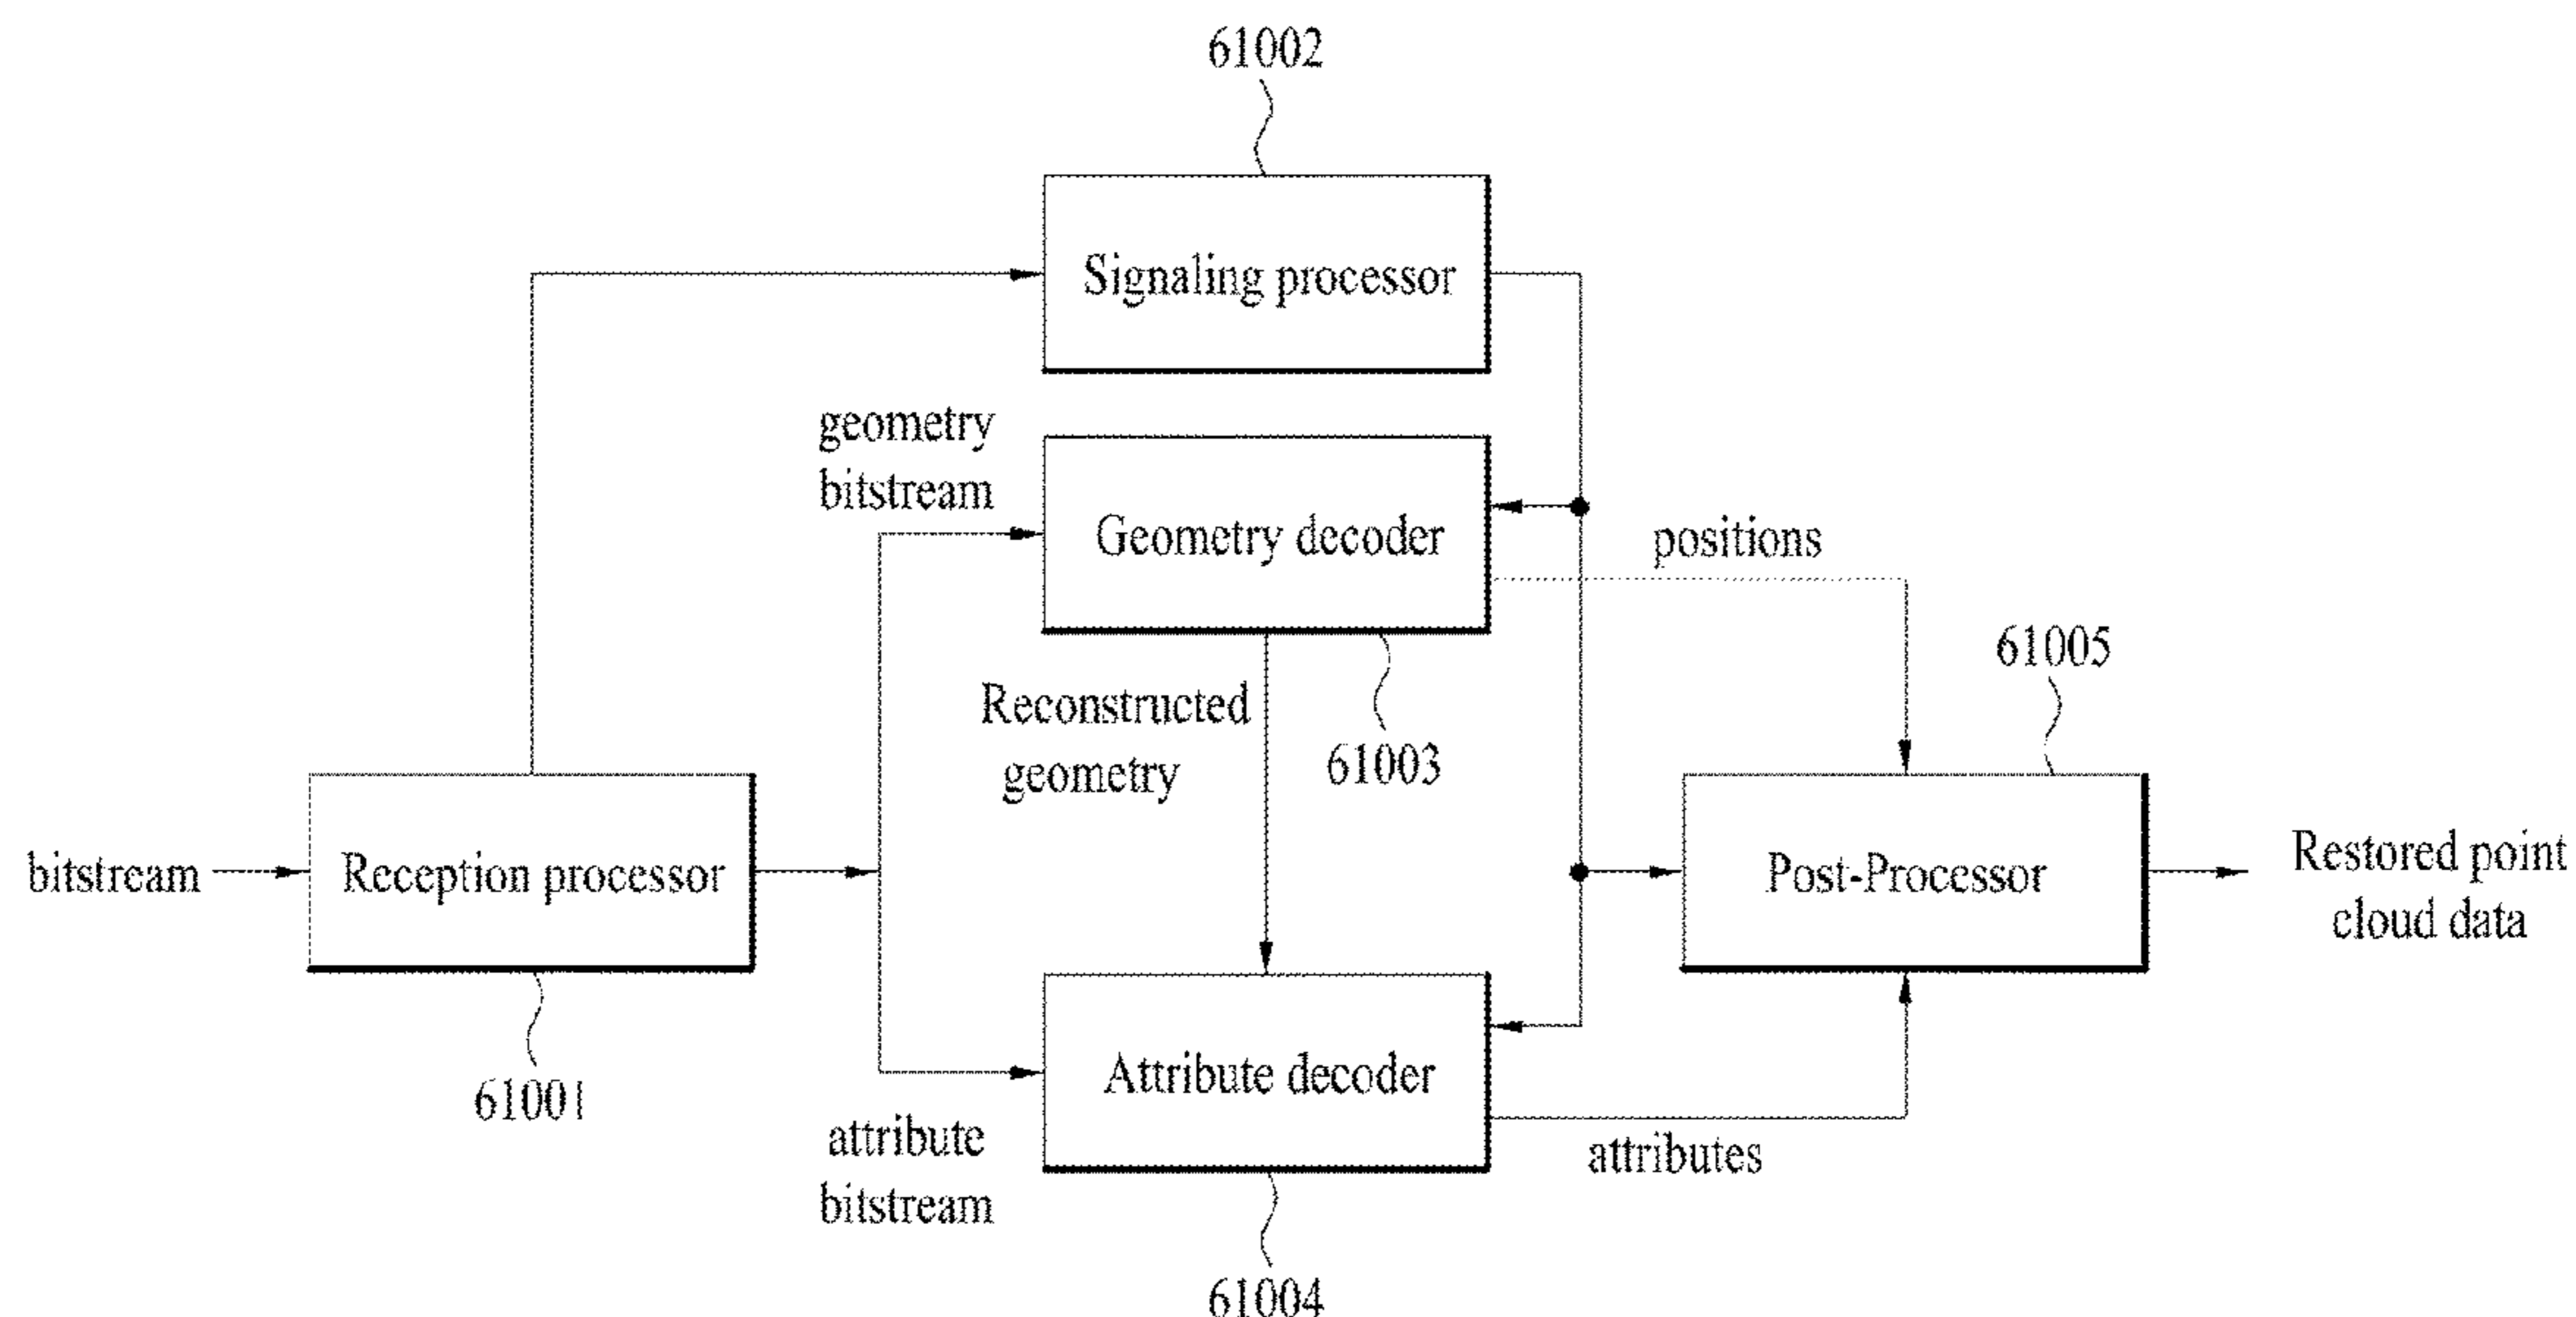 61002
Signaling processor
geometry
bitstream
Geometry decoder
positions
61003
Reconstructed
geometry
61005
bitstream
Reception processor
61001
Post-Processor
Restored point
cloud data
Attribute decoder
attribute
bitstream
attributes
61004